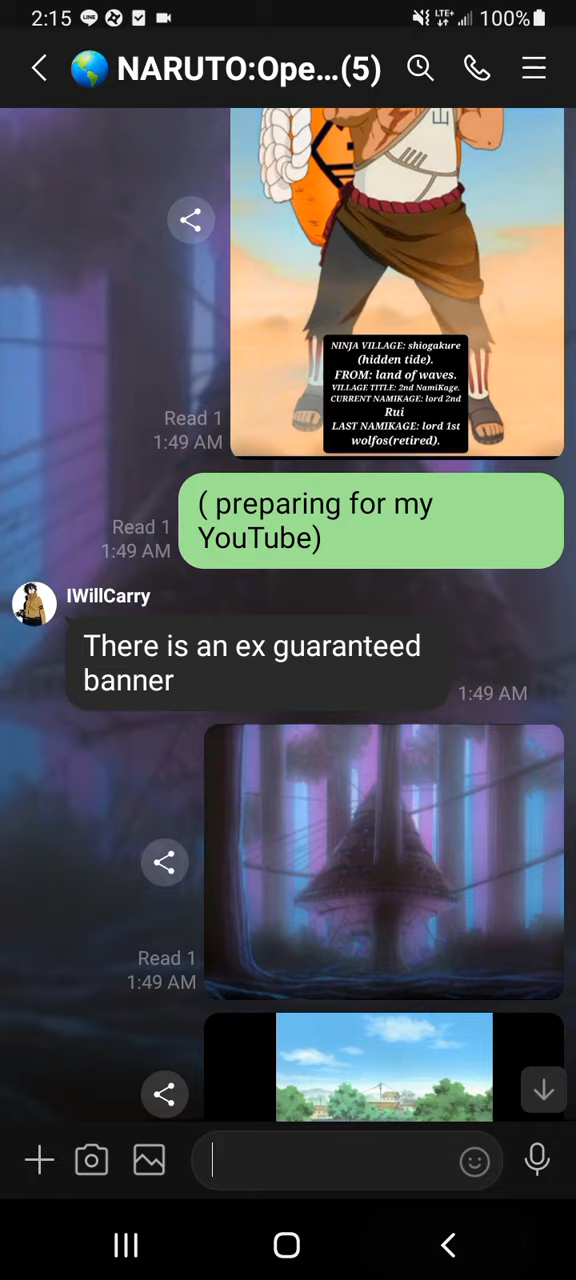 2:15
LINE
LTE+
100%
NARUTO:Ope...(5)
NINJA VILLAGE: shiogakure
(hidden tide).
FROM: land of waves.
VILLAGE TITLE: 2nd NamiKage.
CURRENT NAMIKAGE: lord 2nd
Rui
LAST NAMIKAGE: lord 1st
wolfos(retired).
Read 1
1:49 AM
( preparing for my
YouTube)
Read 1
1:49 AM
IWillCarry
There is an ex guaranteed
banner
1:49 AM
Read 1
1:49 AM